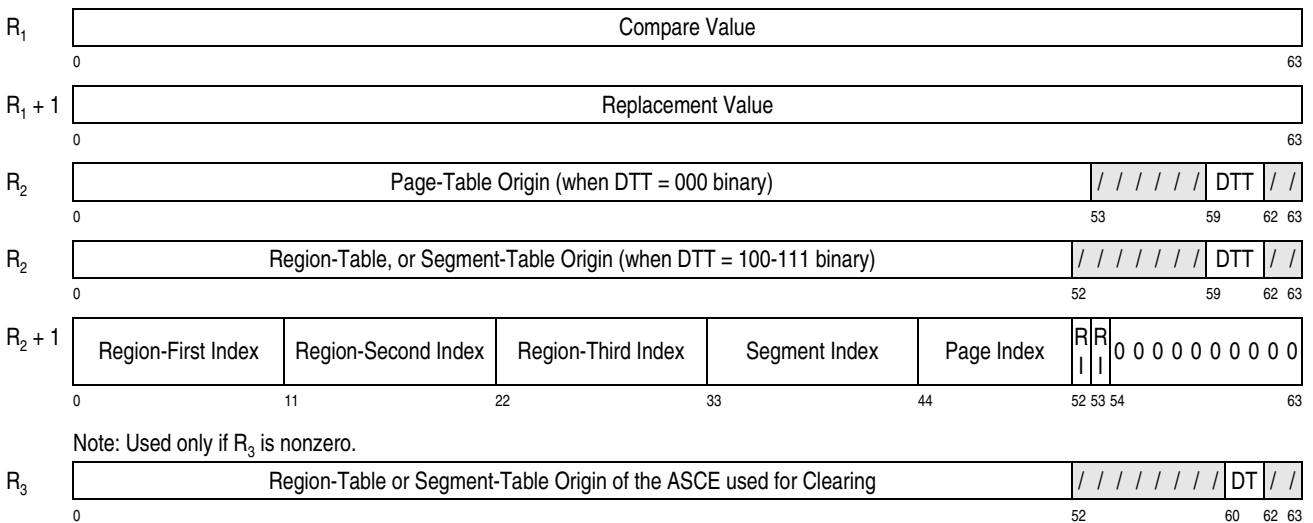 R₁ Compare Value
0 63
R₁ + 1 Replacement Value
0 63
R₂ Page-Table Origin (when DTT = 000 binary) / / / / / / DTT / /
0 53 59 62 63
R₂ Region-Table, or Segment-Table Origin (when DTT = 100-111 binary) / / / / / / / DTT / /
0 52 59 62 63
R₂ + 1 Region-First Index Region-Second Index Region-Third Index Segment Index Page Index RI RI 0 0 0 0 0 0 0 0 0 0
0 11 22 33 44 52 53 54 63
Note: Used only if R₃ is nonzero.
R₃ Region-Table or Segment-Table Origin of the ASCE used for Clearing / / / / / / / / DT / /
0 52 60 62 63